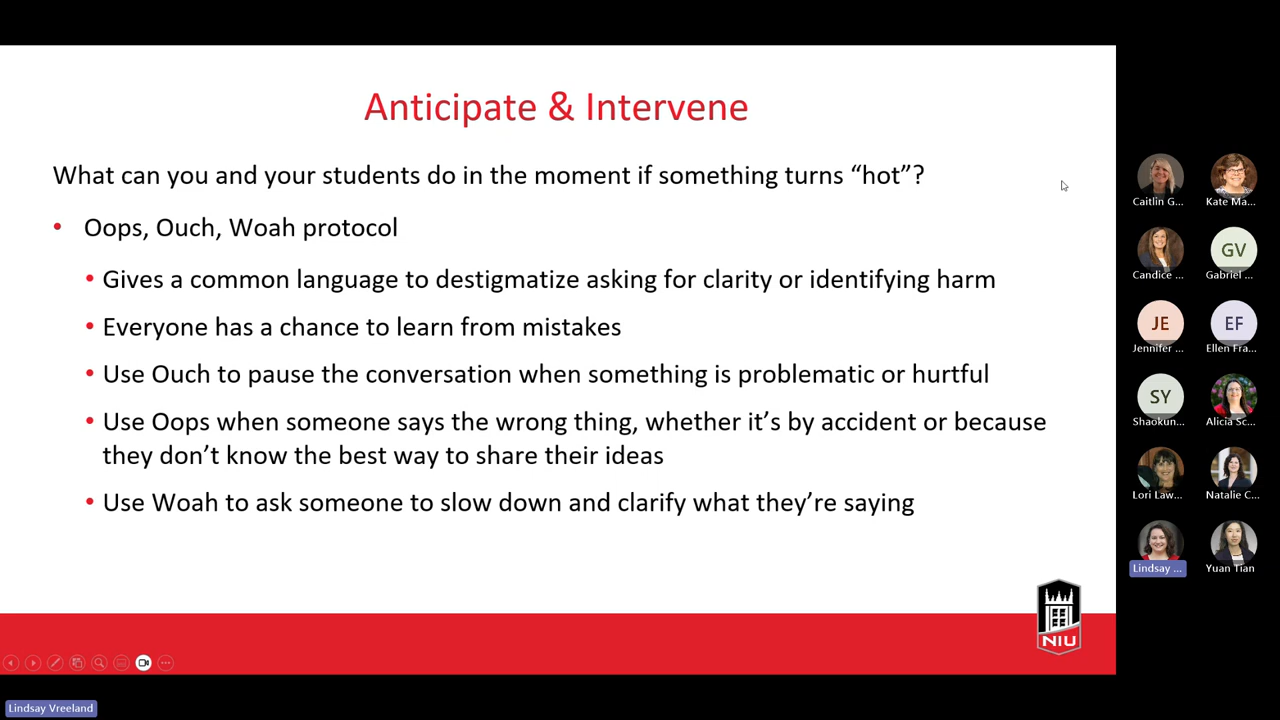 Anticipate & Intervene
What can you and your students do in the moment if something turns “hot”?
• Oops, Ouch, Woah protocol
• Gives a common language to destigmatize asking for clarity or identifying harm
• Everyone has a chance to learn from mistakes
• Use Ouch to pause the conversation when something is problematic or hurtful
• Use Oops when someone says the wrong thing, whether it’s by accident or because
they don’t know the best way to share their ideas
• Use Woah to ask someone to slow down and clarify what they’re saying
NIU
Caitlin G...
Kate Ma...
Candice ...
GV
Gabriel ...
JE
Jennifer ...
EF
Ellen Fra...
SY
Shaokun...
Alicia Sc...
Lori Law...
Natalie C...
Lindsay ...
Yuan Tian
Lindsay Vreeland